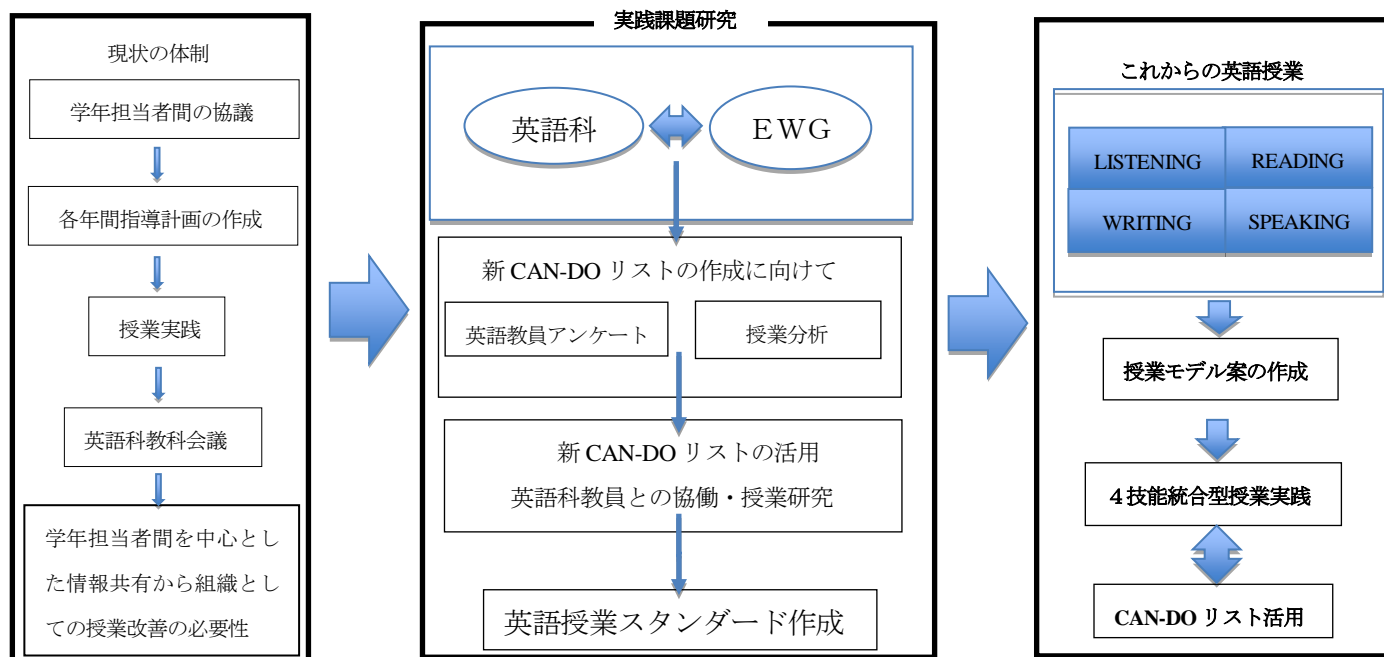 現状の体制
学年担当者間の協議
各年間指導計画の作成
授業実践
英語科教科会議
学年担当者間を中心とし
た情報共有から組織とし
ての授業改善の必要性
実践課題研究
英語科
ＥＷＧ
新 CAN-DO リストの作成に向けて
英語教員アンケート
授業分析
新 CAN-DO リストの活用
英語科教員との協働・授業研究
英語授業スタンダード作成
これからの英語授業
LISTENING
READING
WRITING
SPEAKING
授業モデル案の作成
４技能統合型授業実践
CAN-DO リスト活用